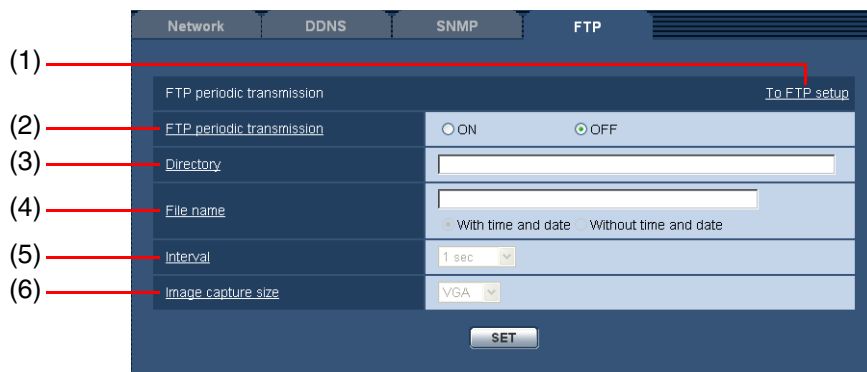 Network DDNS SNMP FTP
(1)
FTP periodic transmission To FTP setup
(2) FTP periodic transmission ON OFF
(3) Directory
(4) File name
With time and date Without time and date
(5) Interval 1 sec
(6) Image capture size VGA
SET